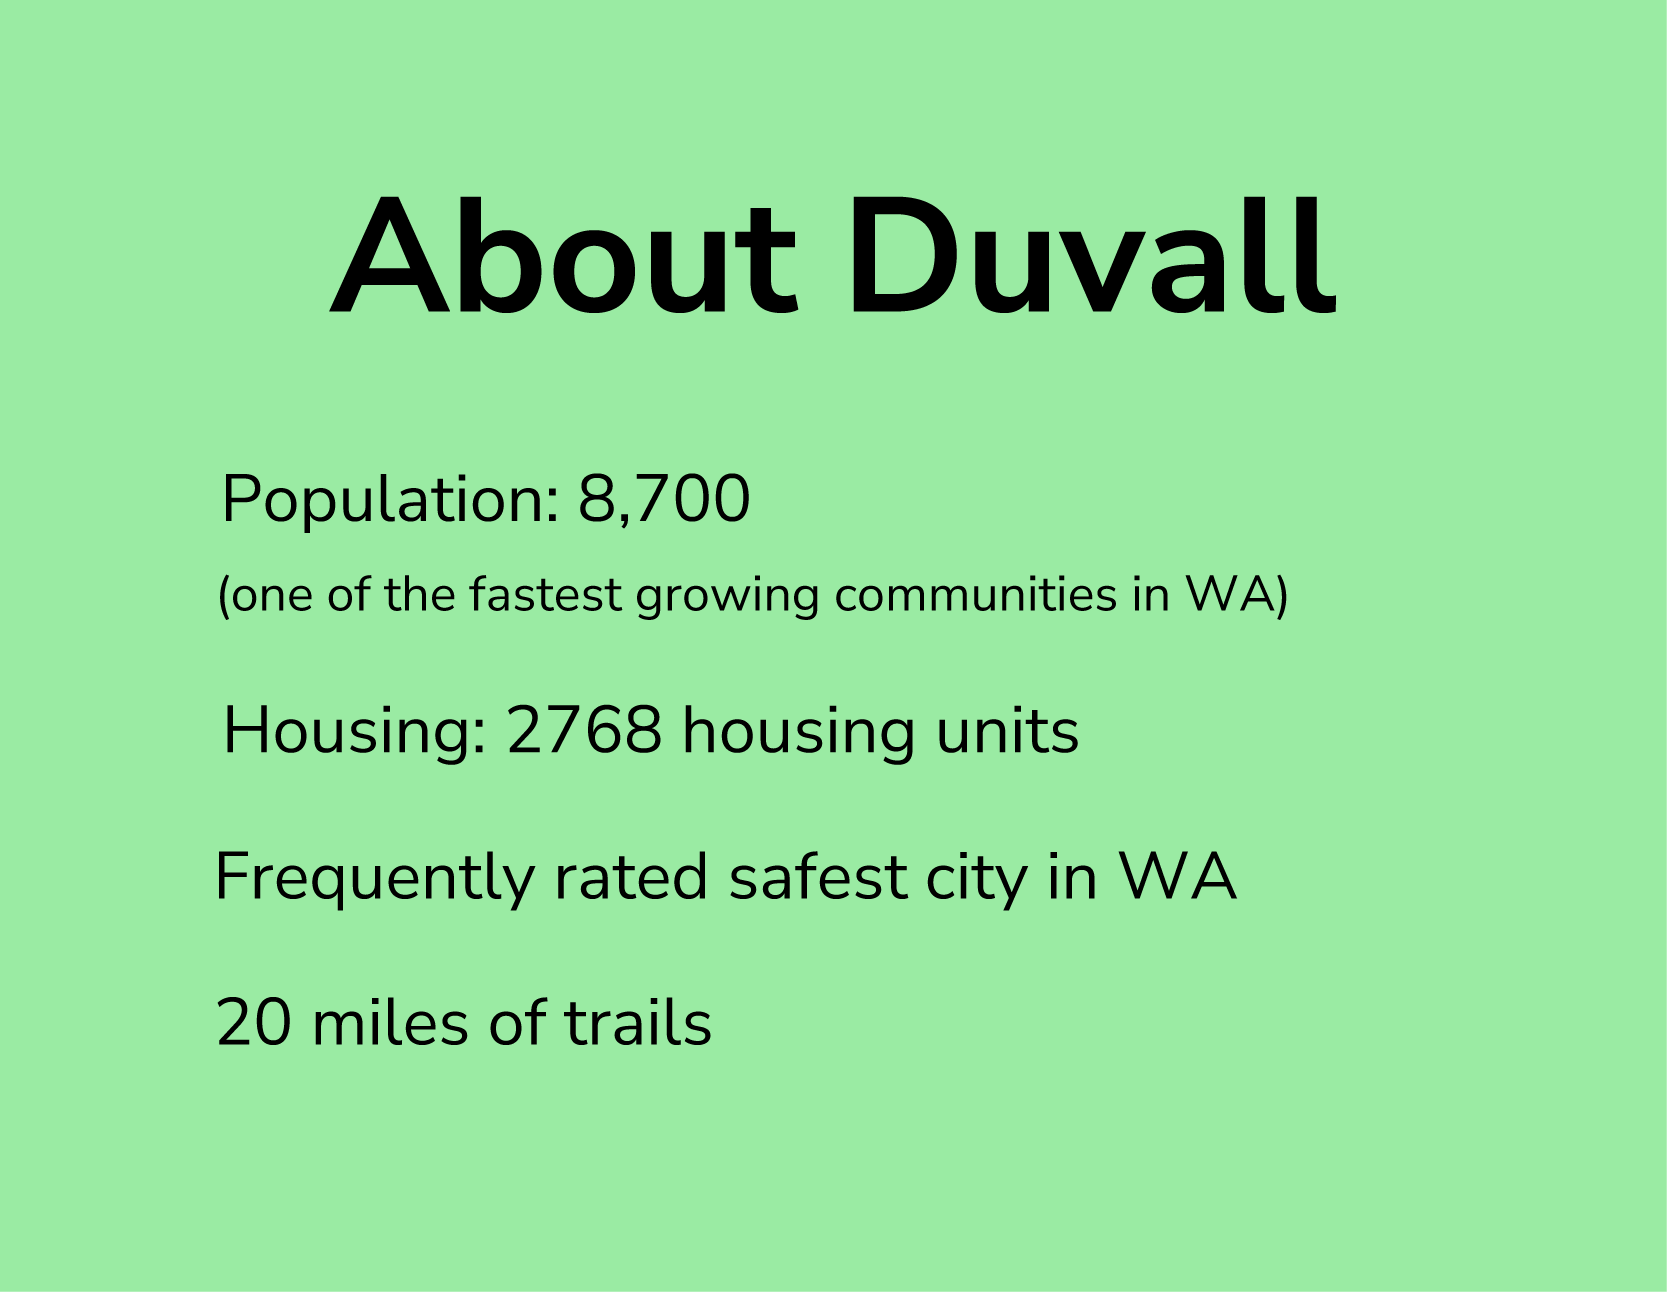 About Duvall
Population: 8,700
(one of the fastest growing communities in WA)
Housing: 2768 housing units
Frequently rated safest city in WA
20 miles of trails